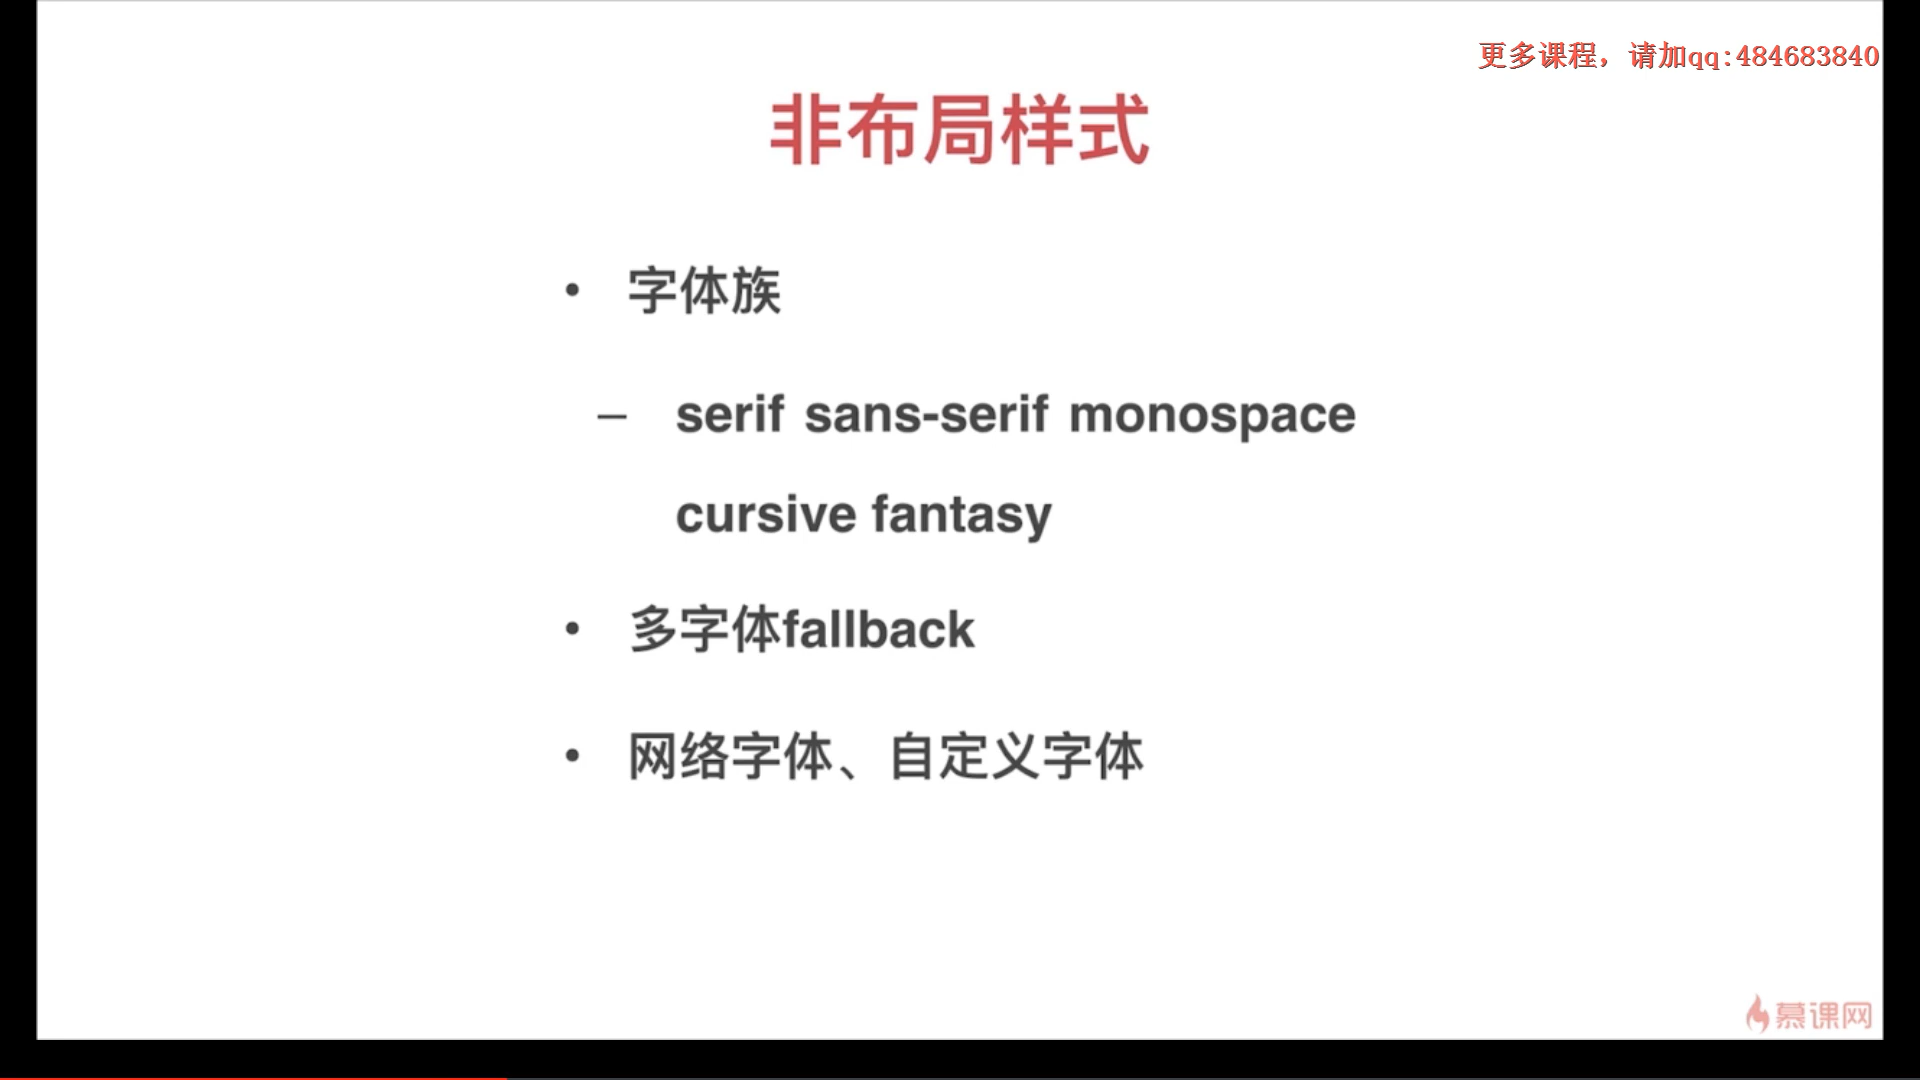 更多课程，请加qq:484683840
非布局样式
• 字体族
– serif sans-serif monospace
cursive fantasy
• 多字体fallback
• 网络字体、自定义字体
慕课网